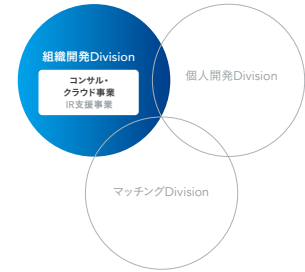 組織開発Division
コンサル・
クラウド事業
IR支援事業
個人開発Division
マッチングDivision